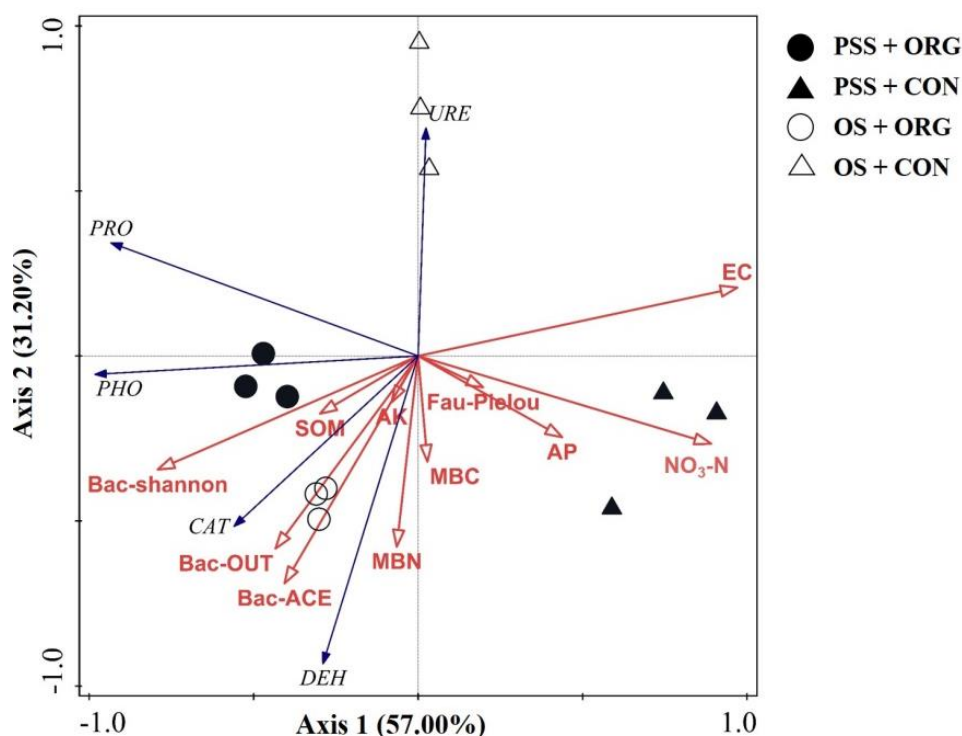 1.0
PSS + ORG
PSS + CON
OS + ORG
OS + CON
URE
PRO
EC
Axis 2 (31.20%)
PHO
SOM
AK
Fau-Pielou
AP
NO₃-N
Bac-shannon
MBC
CAT
Bac-OUT
MBN
Bac-ACE
DEH
-1.0
-1.0
Axis 1 (57.00%)
1.0